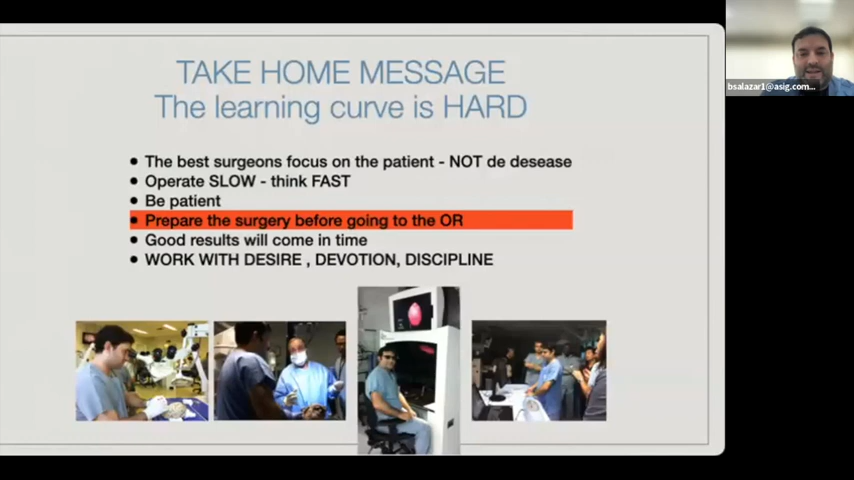 TAKE HOME MESSAGE
The learning curve is HARD
• The best surgeons focus on the patient - NOT de desease
• Operate SLOW - think FAST
• Be patient
• Prepare the surgery before going to the OR
• Good results will come in time
• WORK WITH DESIRE , DEVOTION, DISCIPLINE
bsalazar1@asig.com...